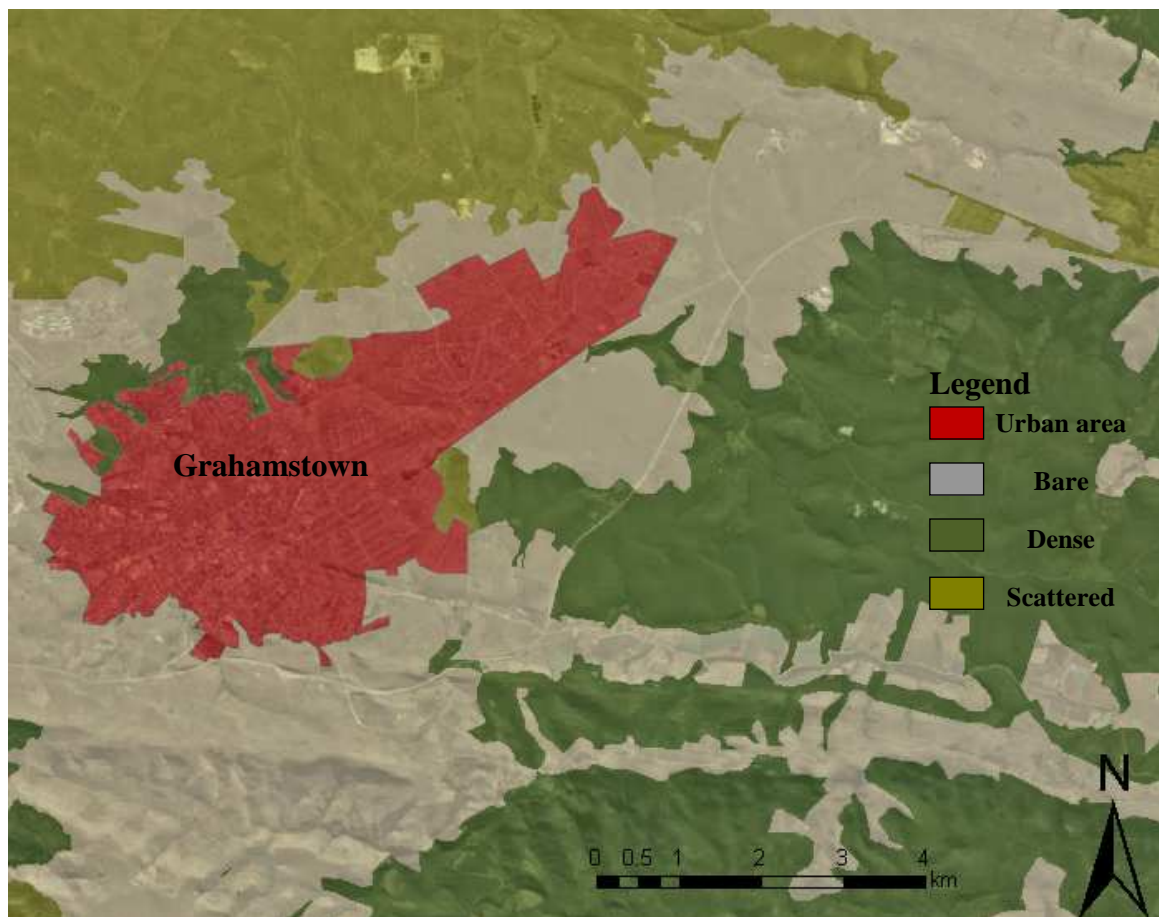 Legend
Urban area
Grahamstown
Bare
Dense
Scattered
N
0 0.5 1 2 3 4
km